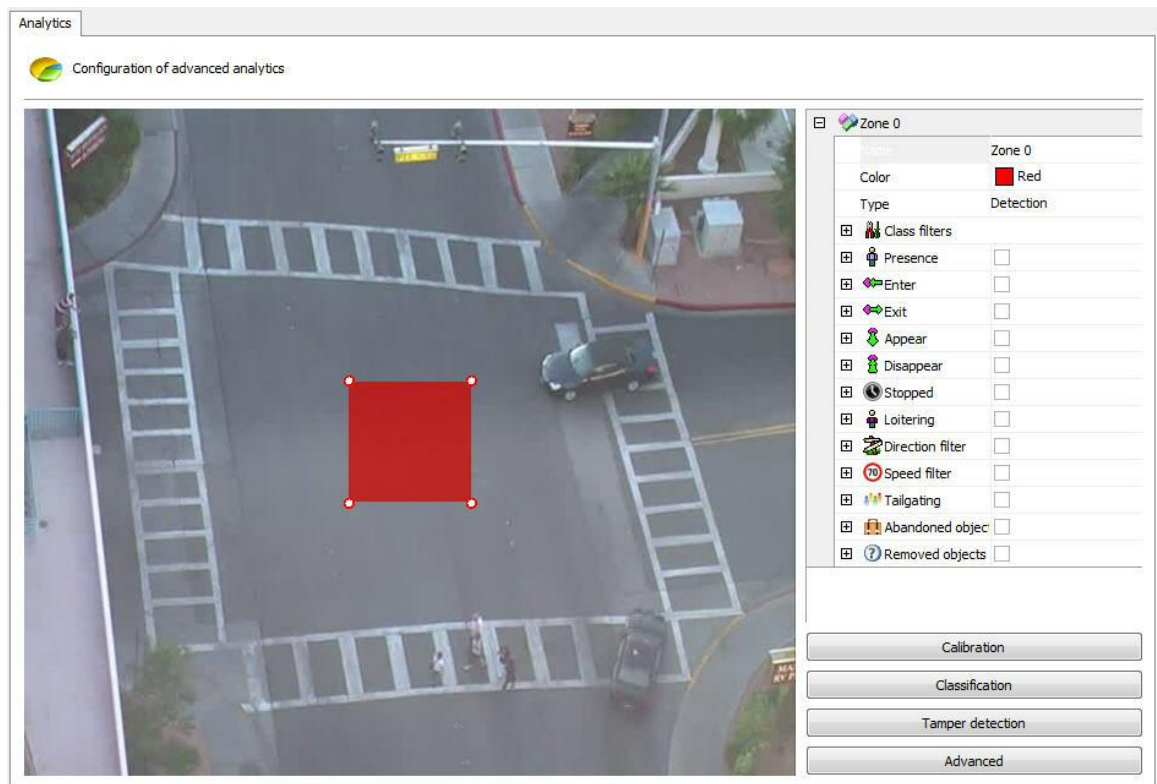 Analytics
Configuration of advanced analytics
Zone 0
Name Zone 0
Color Red
Type Detection
Class filters
Presence
Enter
Exit
Appear
Disappear
Stopped
Loitering
Direction filter
70 Speed filter
Tailgating
Abandoned objec
? Removed objects
Calibration
Classification
Tamper detection
Advanced